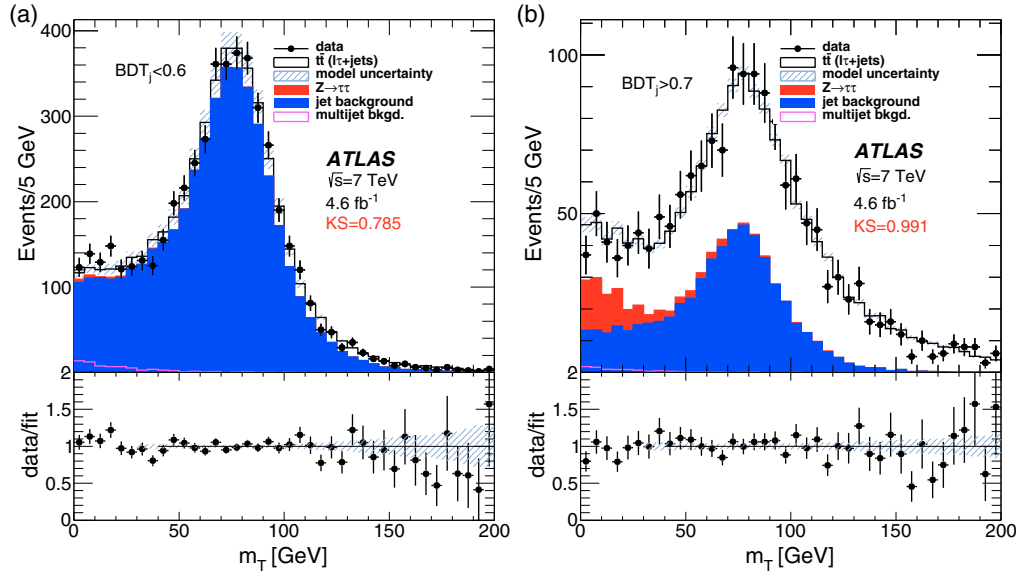 (a)
400
300
200
100
2
1.5
1
0.5
0
Events/5 GeV
data/fit
BDTj<0.6
data
tt̄ (lτ+jets)
model uncertainty
Z→ττ
jet background
multijet bkgd.
ATLAS
√s=7 TeV
4.6 fb⁻¹
KS=0.785
0 50 100 150 200
mT [GeV]
(b)
100
50
2
1.5
1
0.5
0
Events/5 GeV
data/fit
BDTj>0.7
data
tt̄ (lτ+jets)
model uncertainty
Z→ττ
jet background
multijet bkgd.
ATLAS
√s=7 TeV
4.6 fb⁻¹
KS=0.991
0 50 100 150 200
mT [GeV]